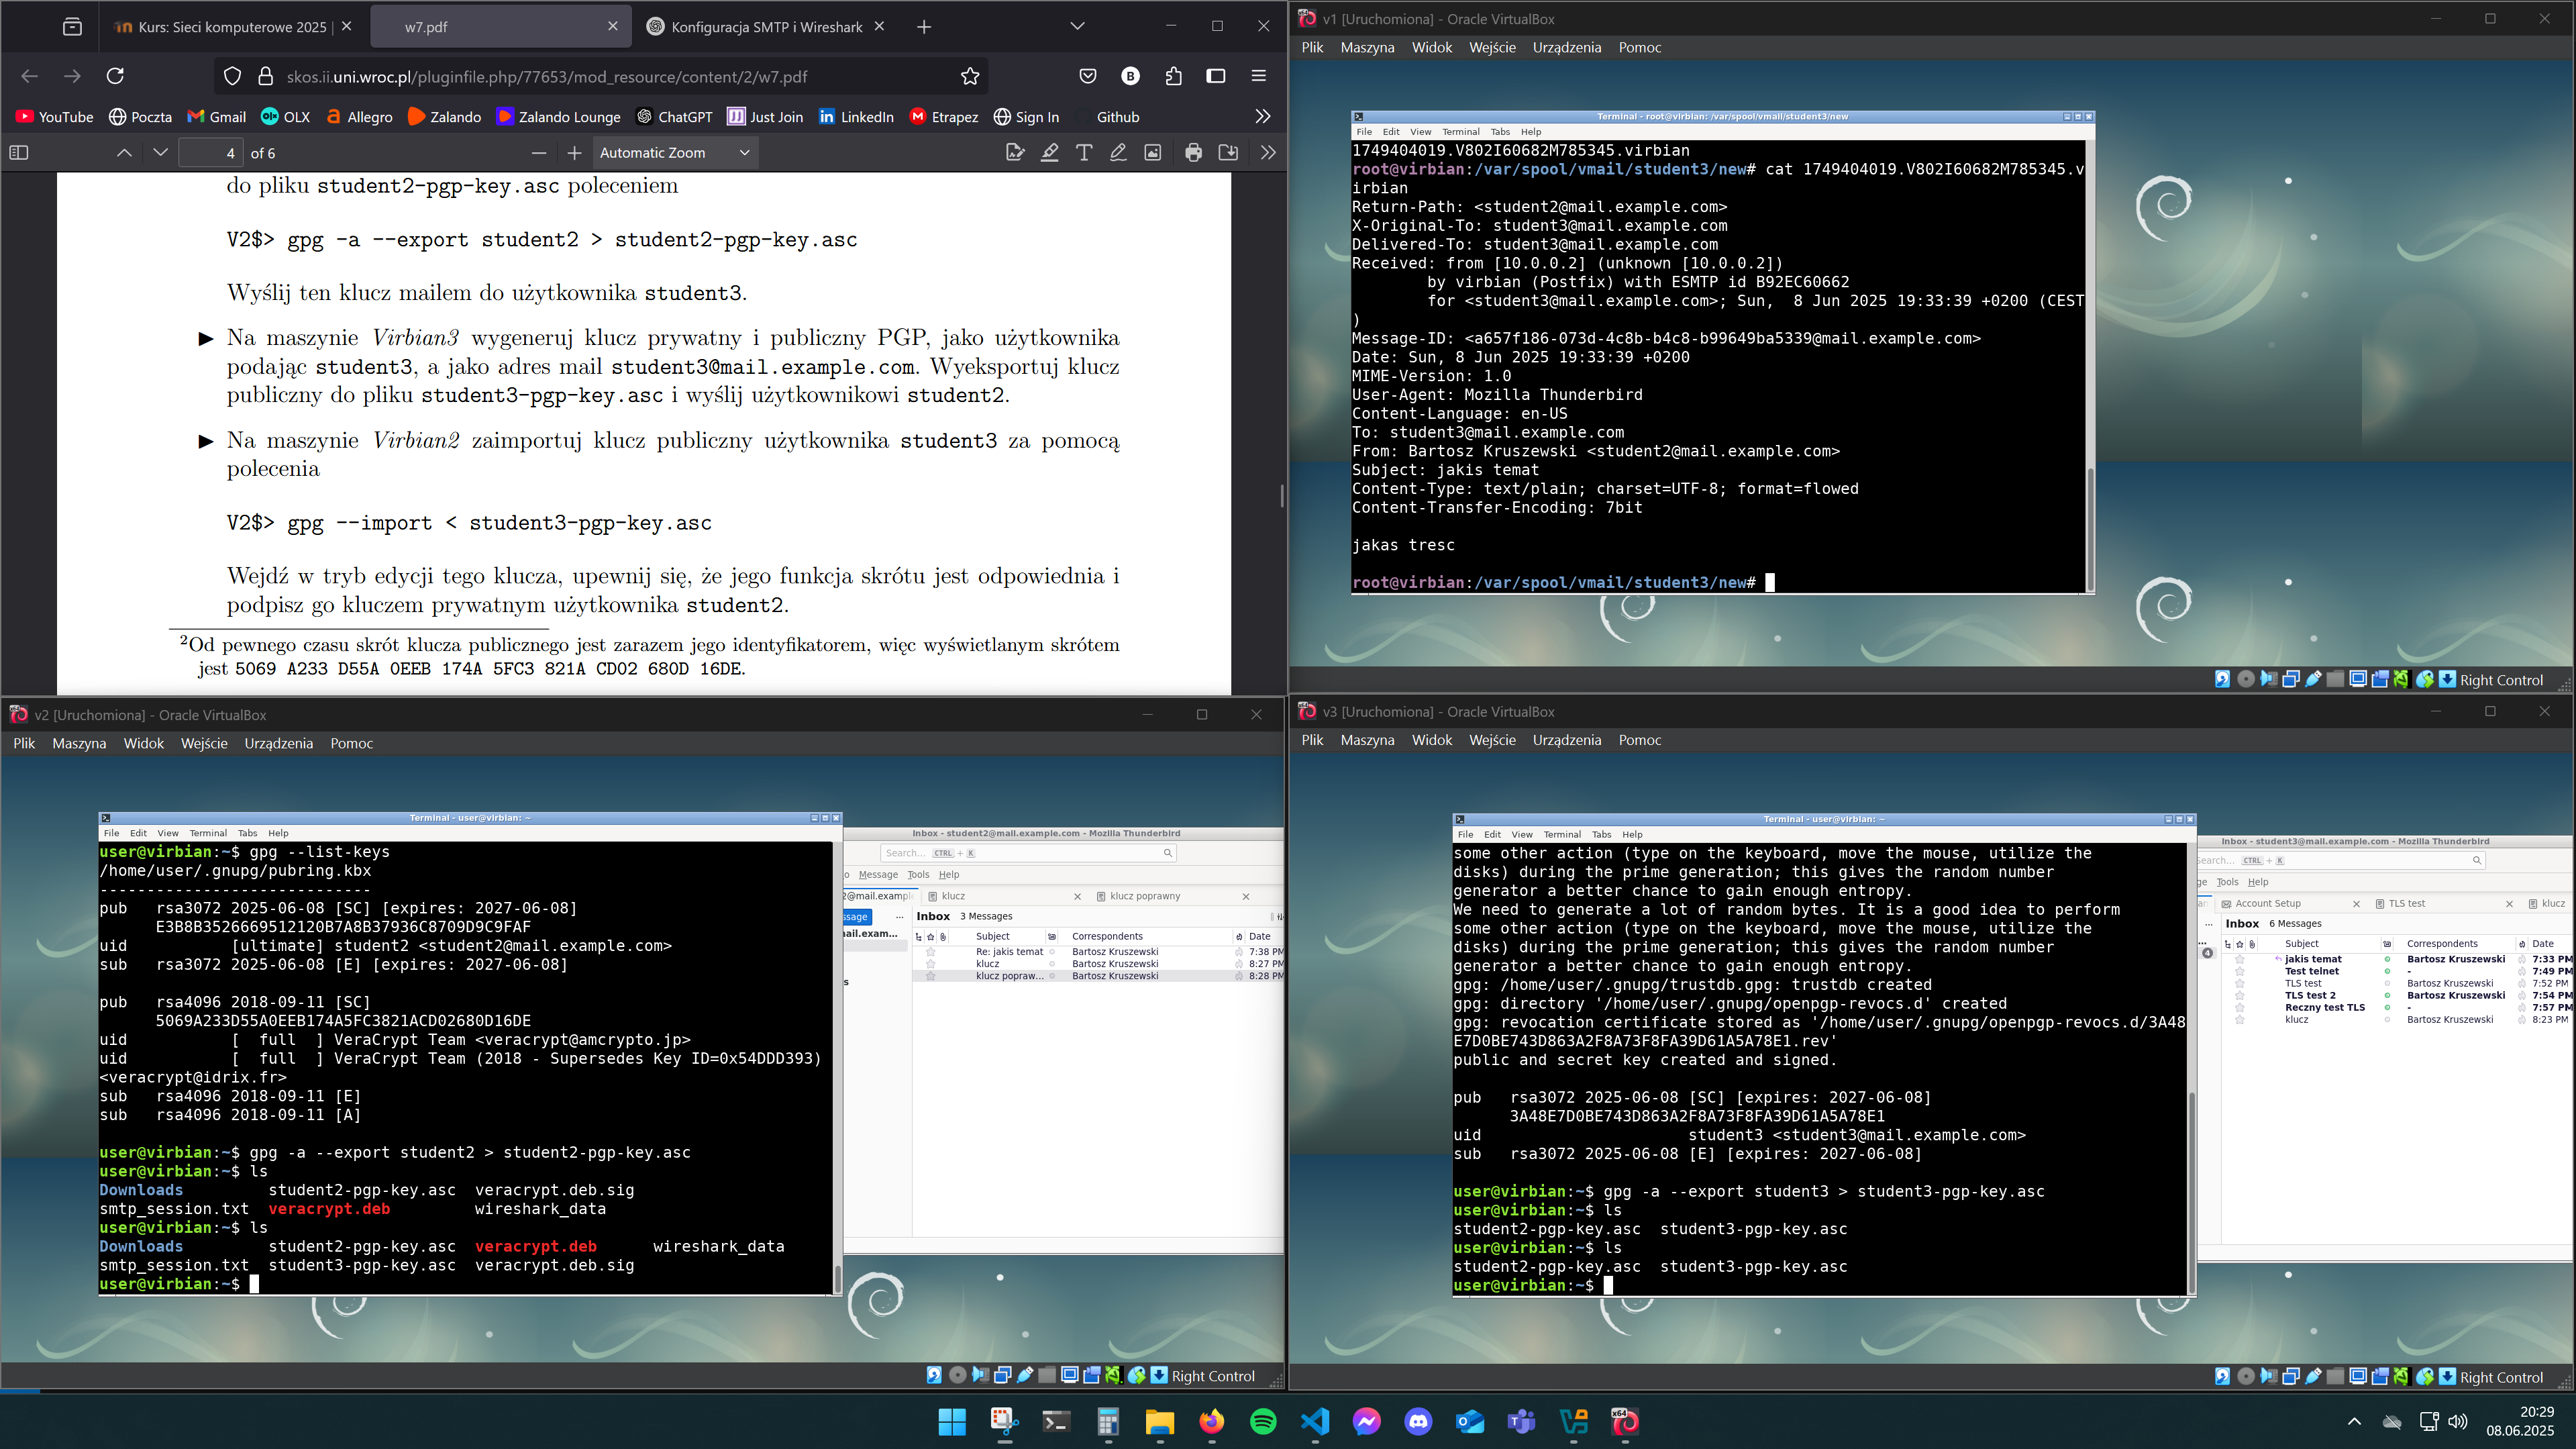 Kurs: Sieci komputerowe 2025 |
w7.pdf
Konfiguracja SMTP i Wireshark
skos.ii.uni.wroc.pl/pluginfile.php/77653/mod_resource/content/2/w7.pdf
YouTube Poczta Gmail OLX Allegro Zalando Zalando Lounge ChatGPT Just Join LinkedIn Etrapez Sign In Github
4 of 6 Automatic Zoom
do pliku student2-pgp-key.asc poleceniem
V2$> gpg -a --export student2 > student2-pgp-key.asc
Wyślij ten klucz mailem do użytkownika student3.
▶ Na maszynie Virbian3 wygeneruj klucz prywatny i publiczny PGP, jako użytkownika
podając student3, a jako adres mail student3@mail.example.com. Wyeksportuj klucz
publiczny do pliku student3-pgp-key.asc i wyślij użytkownikowi student2.
▶ Na maszynie Virbian2 zaimportuj klucz publiczny użytkownika student3 za pomocą
polecenia
V2$> gpg --import < student3-pgp-key.asc
Wejdź w tryb edycji tego klucza, upewnij się, że jego funkcja skrótu jest odpowiednia i
podpisz go kluczem prywatnym użytkownika student2.
2Od pewnego czasu skrót klucza publicznego jest zarazem jego identyfikatorem, więc wyświetlanym skrótem
jest 5069 A233 D55A 0EEB 174A 5FC3 821A CD02 680D 16DE.
v1 [Uruchomiona] - Oracle VirtualBox
Plik Maszyna Widok Wejście Urządzenia Pomoc
Terminal - root@virbian: /var/spool/vmail/student3/new
File Edit View Terminal Tabs Help
1749404019.V802I60682M785345.virbian
root@virbian:/var/spool/vmail/student3/new# cat 1749404019.V802I60682M785345.v
irbian
Return-Path: <student2@mail.example.com>
X-Original-To: student3@mail.example.com
Delivered-To: student3@mail.example.com
Received: from [10.0.0.2] (unknown [10.0.0.2])
by virbian (Postfix) with ESMTP id B92EC60662
for <student3@mail.example.com>; Sun,  8 Jun 2025 19:33:39 +0200 (CEST
)
Message-ID: <a657f186-073d-4c8b-b4c8-b99649ba5339@mail.example.com>
Date: Sun, 8 Jun 2025 19:33:39 +0200
MIME-Version: 1.0
User-Agent: Mozilla Thunderbird
Content-Language: en-US
To: student3@mail.example.com
From: Bartosz Kruszewski <student2@mail.example.com>
Subject: jakis temat
Content-Type: text/plain; charset=UTF-8; format=flowed
Content-Transfer-Encoding: 7bit
jakas tresc
root@virbian:/var/spool/vmail/student3/new#
Right Control
v2 [Uruchomiona] - Oracle VirtualBox
Plik Maszyna Widok Wejście Urządzenia Pomoc
Terminal - user@virbian: ~
File Edit View Terminal Tabs Help
user@virbian:~$ gpg --list-keys
/home/user/.gnupg/pubring.kbx
-----------------------------
pub   rsa3072 2025-06-08 [SC] [expires: 2027-06-08]
E3B8B3526669512120B7A8B37936C8709D9C9FAF
uid           [ultimate] student2 <student2@mail.example.com>
sub   rsa3072 2025-06-08 [E] [expires: 2027-06-08]
pub   rsa4096 2018-09-11 [SC]
5069A233D55A0EEB174A5FC3821ACD02680D16DE
uid           [  full  ] VeraCrypt Team <veracrypt@amcrypto.jp>
uid           [  full  ] VeraCrypt Team (2018 - Supersedes Key ID=0x54DDD393)
<veracrypt@idrix.fr>
sub   rsa4096 2018-09-11 [E]
sub   rsa4096 2018-09-11 [A]
user@virbian:~$ gpg -a --export student2 > student2-pgp-key.asc
user@virbian:~$ ls
Downloads         student2-pgp-key.asc  veracrypt.deb.sig
smtp_session.txt  veracrypt.deb         wireshark_data
user@virbian:~$ ls
Downloads         student2-pgp-key.asc  veracrypt.deb      wireshark_data
smtp_session.txt  student3-pgp-key.asc  veracrypt.deb.sig
user@virbian:~$
Inbox - student2@mail.example.com - Mozilla Thunderbird
Search... CTRL + K
o Message Tools Help
2@mail.exampl klucz klucz poprawny
ssage Inbox 3 Messages
ail.exam... Subject Correspondents Date
Re: jakis temat Bartosz Kruszewski 7:38 PM
klucz Bartosz Kruszewski 8:27 PM
klucz popraw... Bartosz Kruszewski 8:28 PM
s
Right Control
v3 [Uruchomiona] - Oracle VirtualBox
Plik Maszyna Widok Wejście Urządzenia Pomoc
Terminal - user@virbian: ~
File Edit View Terminal Tabs Help
some other action (type on the keyboard, move the mouse, utilize the
disks) during the prime generation; this gives the random number
generator a better chance to gain enough entropy.
We need to generate a lot of random bytes. It is a good idea to perform
some other action (type on the keyboard, move the mouse, utilize the
disks) during the prime generation; this gives the random number
generator a better chance to gain enough entropy.
gpg: /home/user/.gnupg/trustdb.gpg: trustdb created
gpg: directory '/home/user/.gnupg/openpgp-revocs.d' created
gpg: revocation certificate stored as '/home/user/.gnupg/openpgp-revocs.d/3A48
E7D0BE743D863A2F8A73F8FA39D61A5A78E1.rev'
public and secret key created and signed.
pub   rsa3072 2025-06-08 [SC] [expires: 2027-06-08]
3A48E7D0BE743D863A2F8A73F8FA39D61A5A78E1
uid                      student3 <student3@mail.example.com>
sub   rsa3072 2025-06-08 [E] [expires: 2027-06-08]
user@virbian:~$ gpg -a --export student3 > student3-pgp-key.asc
user@virbian:~$ ls
student2-pgp-key.asc  student3-pgp-key.asc
user@virbian:~$ ls
student2-pgp-key.asc  student3-pgp-key.asc
user@virbian:~$
Inbox - student3@mail.example.com - Mozilla Thunderbird
Search... CTRL + K
ge Tools Help
Account Setup TLS test klucz
Inbox 6 Messages
4 Subject Correspondents Date
jakis temat Bartosz Kruszewski 7:33 PM
Test telnet - 7:49 PM
TLS test Bartosz Kruszewski 7:52 PM
TLS test 2 Bartosz Kruszewski 7:54 PM
Reczny test TLS - 7:57 PM
klucz Bartosz Kruszewski 8:23 PM
Right Control
20:29
08.06.2025